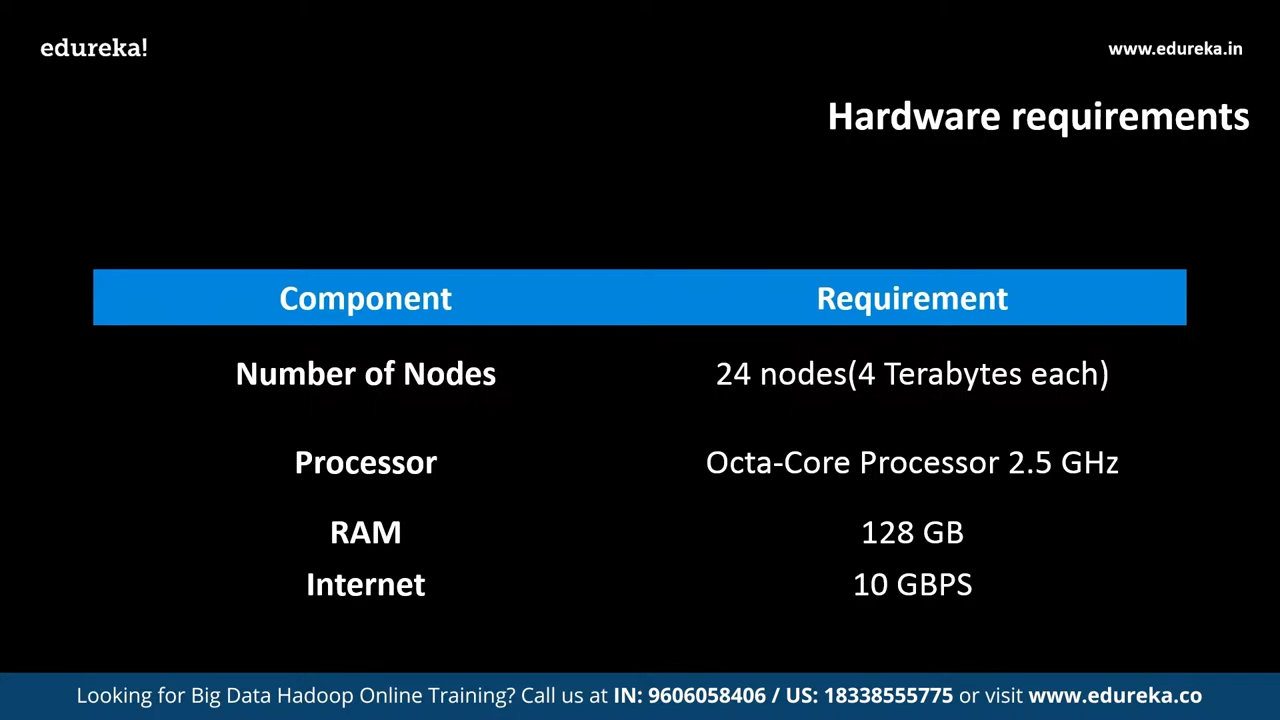 edureka!
www.edureka.in
Hardware requirements
Component Requirement
Number of Nodes 24 nodes(4 Terabytes each)
Processor Octa-Core Processor 2.5 GHz
RAM 128 GB
Internet 10 GBPS
Looking for Big Data Hadoop Online Training? Call us at IN: 9606058406 / US: 18338555775 or visit www.edureka.co